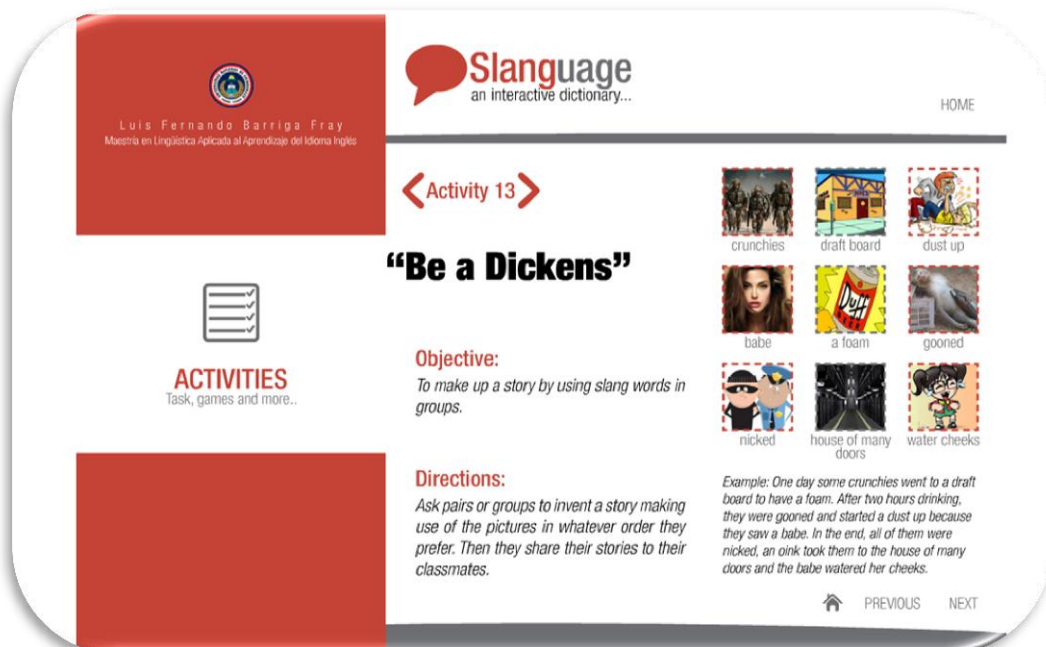 Luis Fernando Barriga Fray
Maestría en Lingüística Aplicada al Aprendizaje del Idioma Inglés
ACTIVITIES
Task, games and more..
Slanguage
an interactive dictionary...
HOME
Activity 13
“Be a Dickens”
Objective:
To make up a story by using slang words in
groups.
Directions:
Ask pairs or groups to invent a story making
use of the pictures in whatever order they
prefer. Then they share their stories to their
classmates.
crunchies draft board dust up
Duff
babe a foam gooned
nicked house of many doors water cheeks
Example: One day some crunchies went to a draft
board to have a foam. After two hours drinking,
they were gooned and started a dust up because
they saw a babe. In the end, all of them were
nicked, an oink took them to the house of many
doors and the babe watered her cheeks.
PREVIOUS NEXT